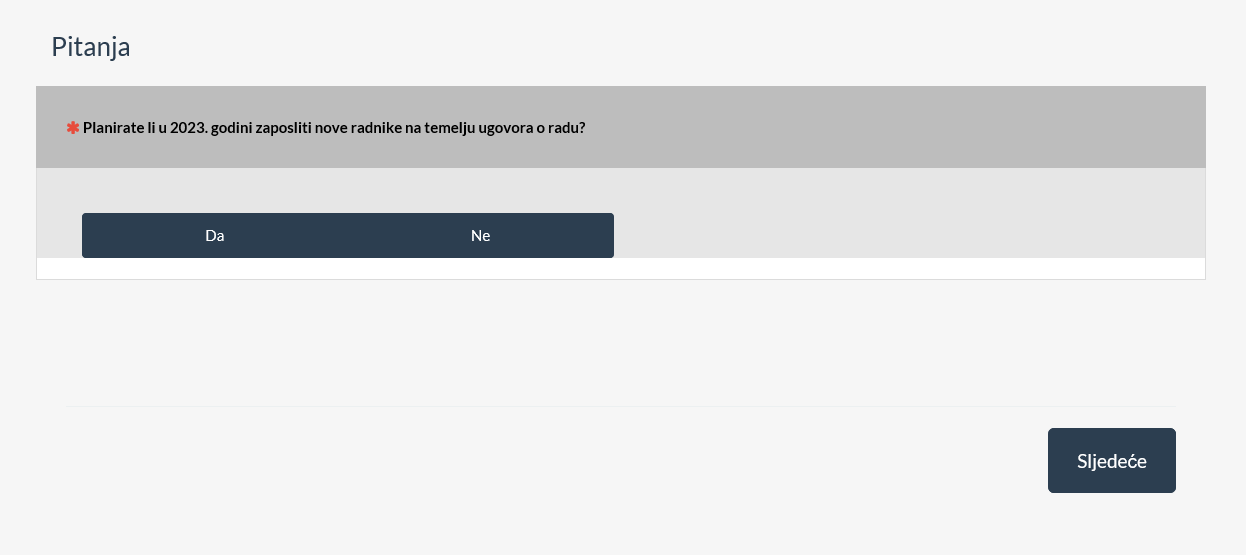 Pitanja
✱ Planirate li u 2023. godini zaposliti nove radnike na temelju ugovora o radu?
Da Ne
Sljedeće